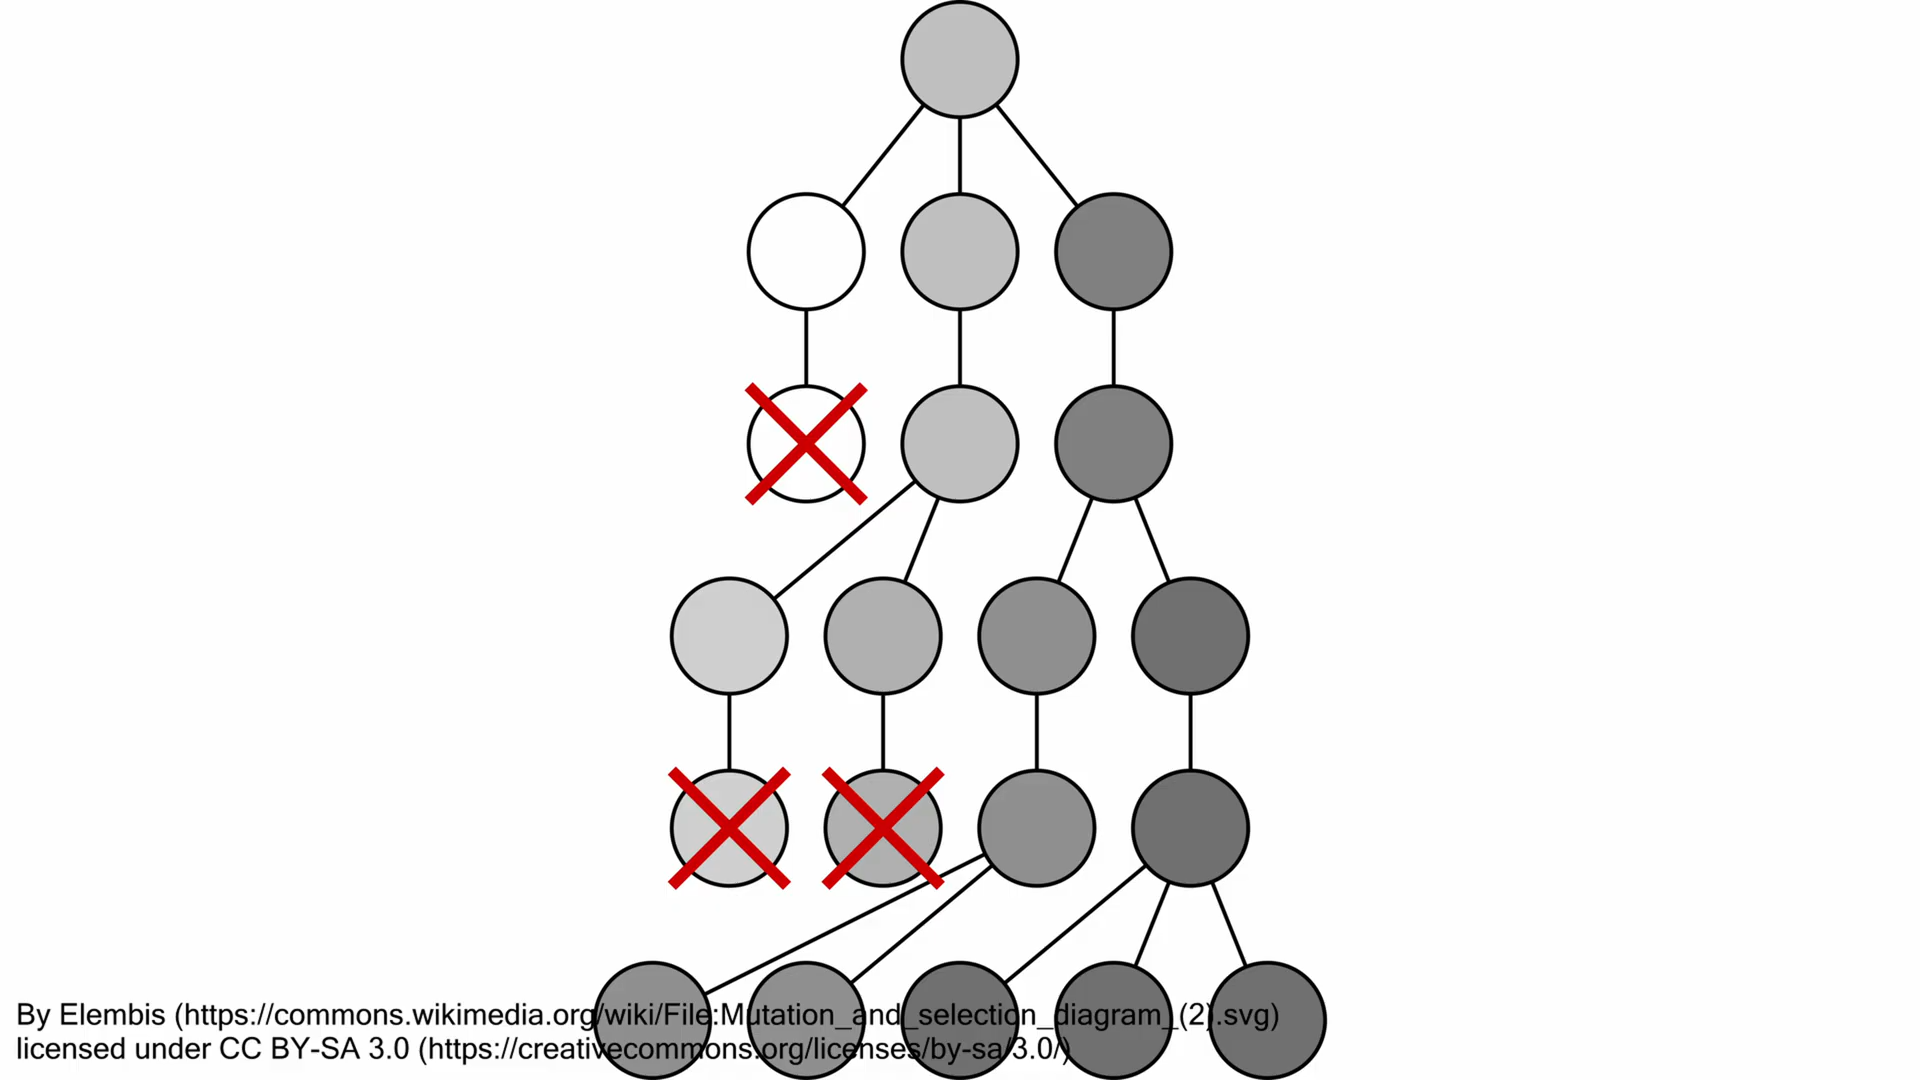 By Elembis (https://commons.wikimedia.org/wiki/File:Mutation_and_selection_diagram_(2).svg)
licensed under CC BY-SA 3.0 (https://creativecommons.org/licenses/by-sa/3.0/)